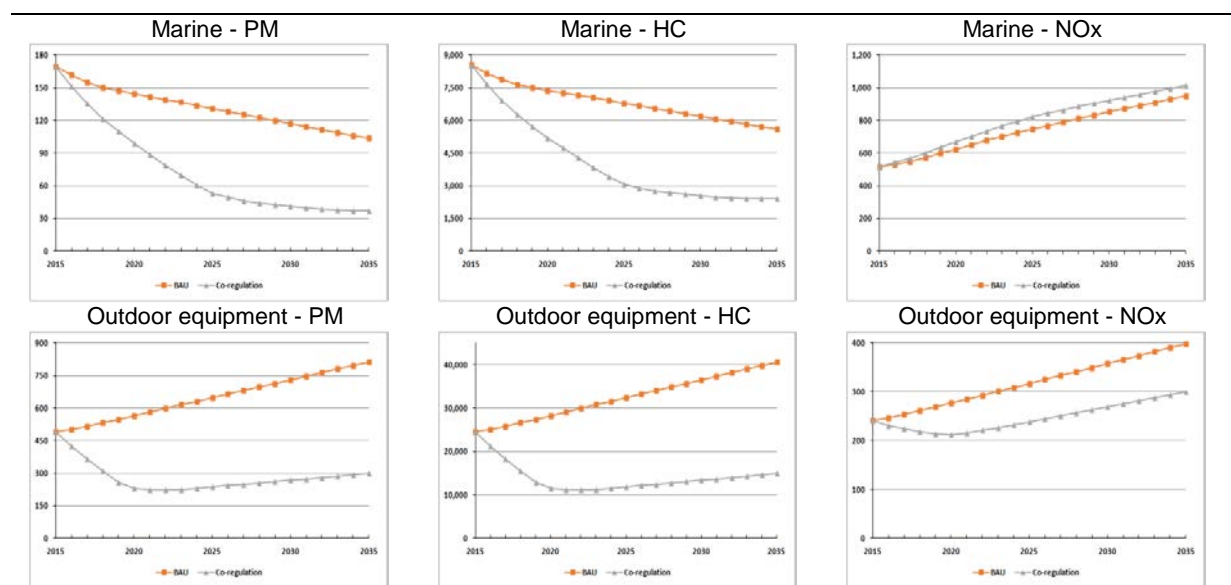 Marine - PM
180
150
120
90
60
30
0
2015 2020 2025 2030 2035
BAU Co-regulation
Marine - HC
9,000
7,500
6,000
4,500
3,000
1,500
0
2015 2020 2025 2030 2035
BAU Co-regulation
Marine - NOx
1,200
1,000
800
600
400
200
0
2015 2020 2025 2030 2035
BAU Co-regulation
Outdoor equipment - PM
900
750
600
450
300
150
0
2015 2020 2025 2030 2035
BAU Co-regulation
Outdoor equipment - HC
40,000
30,000
20,000
10,000
0
2015 2020 2025 2030 2035
BAU Co-regulation
Outdoor equipment - NOx
400
300
200
100
0
2015 2020 2025 2030 2035
BAU Co-regulation